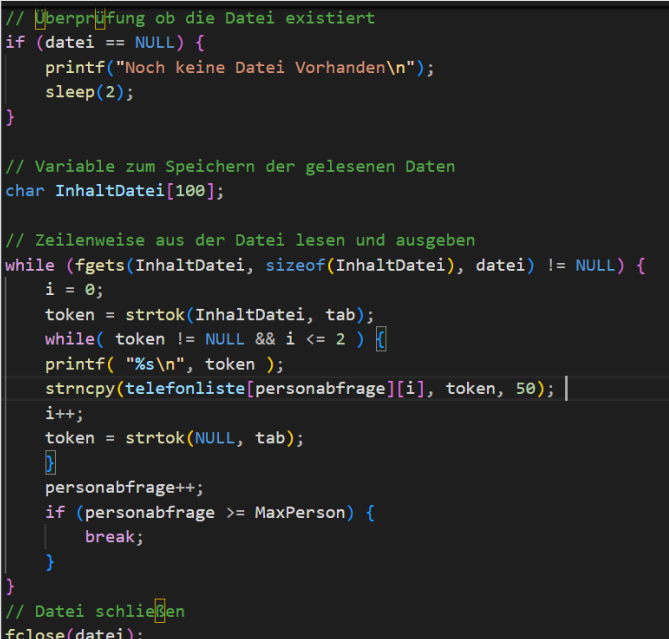 // Überprüfung ob die Datei existiert
if (datei == NULL) {
    printf("Noch keine Datei Vorhanden\n");
    sleep(2);
}

// Variable zum Speichern der gelesenen Daten
char InhaltDatei[100];

// Zeilenweise aus der Datei lesen und ausgeben
while (fgets(InhaltDatei, sizeof(InhaltDatei), datei) != NULL) {
    i = 0;
    token = strtok(InhaltDatei, tab);
    while( token != NULL && i <= 2 ) {
    printf( "%s\n", token );
    strncpy(telefonliste[personabfrage][i], token, 50);
    i++;
    token = strtok(NULL, tab);
    }
    personabfrage++;
    if (personabfrage >= MaxPerson) {
        break;
    }
}
// Datei schließen
fclose(datei);